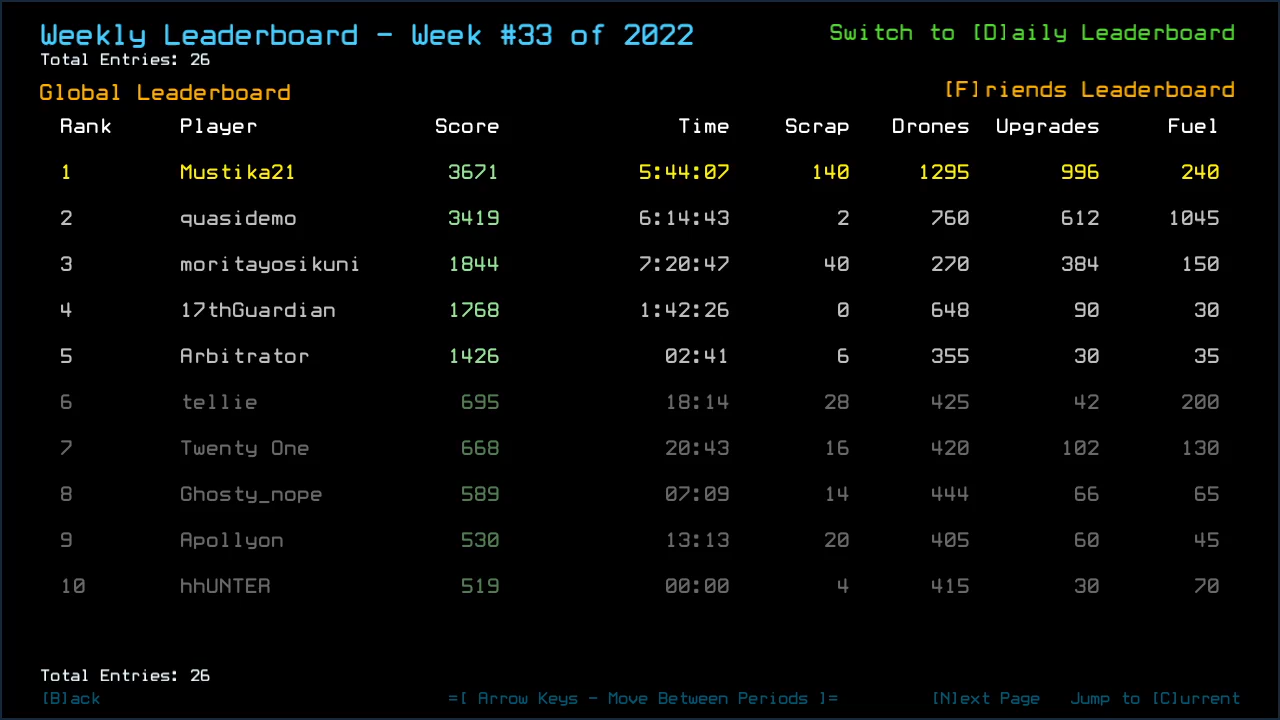 Weekly Leaderboard - Week #33 of 2022 Switch to [D]aily Leaderboard
Total Entries: 26
Global Leaderboard [F]riends Leaderboard
Rank Player Score Time Scrap Drones Upgrades Fuel
1 Mustika21 3671 5:44:07 140 1295 996 240
2 quasidemo 3419 6:14:43 2 760 612 1045
3 moritayosikuni 1844 7:20:47 40 270 384 150
4 17thGuardian 1768 1:42:26 0 648 90 30
5 Arbitrator 1426 02:41 6 355 30 35
6 tellie 695 18:14 28 425 42 200
7 Twenty One 668 20:43 16 420 102 130
8 Ghosty_nope 589 07:09 14 444 66 65
9 Apollyon 530 13:13 20 405 60 45
10 hhUNTER 519 00:00 4 415 30 70
Total Entries: 26
[B]ack =[ Arrow Keys - Move Between Periods ]= [N]ext Page Jump to [C]urrent